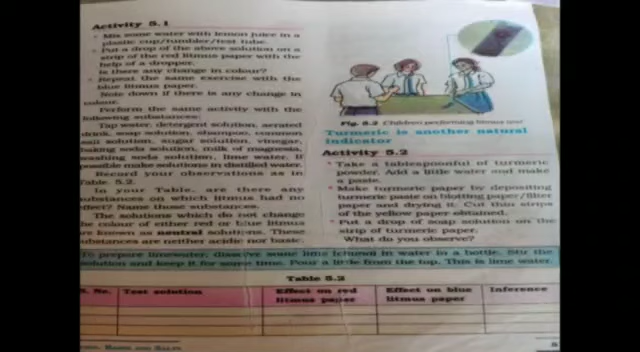 Activity 5.1
Mix some water with lemon juice in a
plastic cup/tumbler/test tube.
Put a drop of the above solution on a
strip of the red litmus paper with the
help of a dropper.
Is there any change in colour?
Repeat the same exercise with the
blue litmus paper.
Note down if there is any change in
colour.
Perform the same activity with the
following substances:
Tap water, detergent solution, aerated
drink, soap solution, shampoo, common
salt solution, sugar solution, vinegar,
baking soda solution, milk of magnesia,
washing soda solution, lime water. If
possible make solutions in distilled water.
Record your observations as in
Table 5.2.
In your Table, are there any
substances on which litmus had no
effect? Name those substances.
The solutions which do not change
the colour of either red or blue litmus
are known as neutral solutions. These
substances are neither acidic nor basic.
Fig. 5.2 Children performing litmus test
Turmeric is another natural
indicator
Activity 5.2
Take a tablespoonful of turmeric
powder. Add a little water and make
a paste.
Make turmeric paper by depositing
turmeric paste on blotting paper/filter
paper and drying it. Cut thin strips
of the yellow paper obtained.
Put a drop of soap solution on the
strip of turmeric paper.
What do you observe?
To prepare limewater, dissolve some lime (chuna) in water in a bottle. Stir the
solution and keep it for some time. Pour a little from the top. This is lime water.
Table 5.2
S. No. Test solution Effect on red litmus paper Effect on blue litmus paper Inference
Bases and Salts